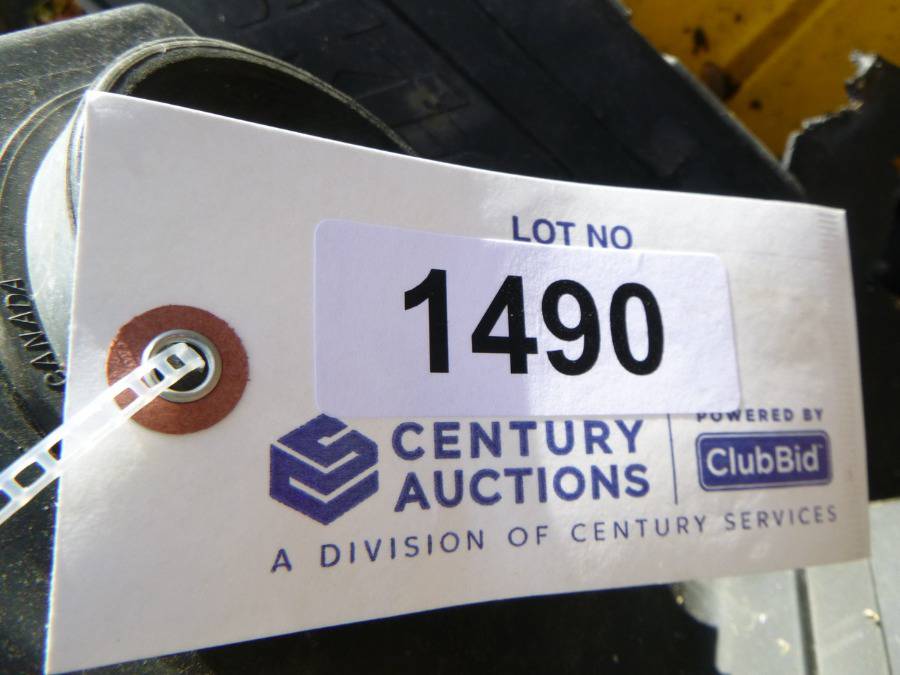 LOT NO
1490
CENTURY
AUCTIONS
POWERED BY
ClubBid
A DIVISION OF CENTURY SERVICES
CANADA